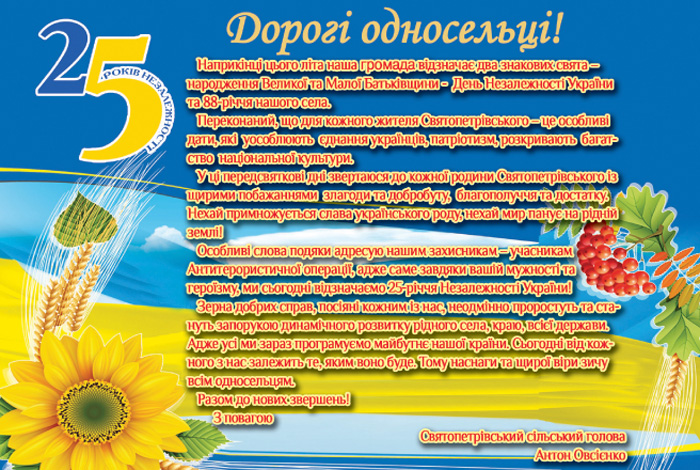 25
РОКІВ НЕЗАЛЕЖНОСТІ
Дорогі односельці!
Наприкінці цього літа наша громада відзначає два знакових свята –
народження Великої та Малої Батьківщини - День Незалежності України
та 88-річчя нашого села.
Переконаний, що для кожного жителя Святопетрівського – це особливі
дати, які уособлюють єднання українців, патріотизм, розкривають багат-
ство національної культури.
У ці передсвяткові дні звертаюся до кожної родини Святопетрівського із
щирими побажаннями злагоди та добробуту, благополуччя та достатку.
Нехай примножується слава українського роду, нехай мир панує на рідній
землі!
Особливі слова подяки адресую нашим захисникам – учасникам
Антитерористичної операції, адже саме завдяки вашій мужності та
героїзму, ми сьогодні відзначаємо 25-річчя Незалежності України!
Зерна добрих справ, посіяні кожним із нас, неодмінно проростуть та ста-
нуть запорукою динамічного розвитку рідного села, краю, всієї держави.
Адже усі ми зараз програмуємо майбутнє нашої країни. Сьогодні від кож-
ного з нас залежить те, яким воно буде. Тому наснаги та щирої віри зичу
всім односельцям.
Разом до нових звершень!
З повагою
Святопетрівський сільський голова
Антон Овсієнко